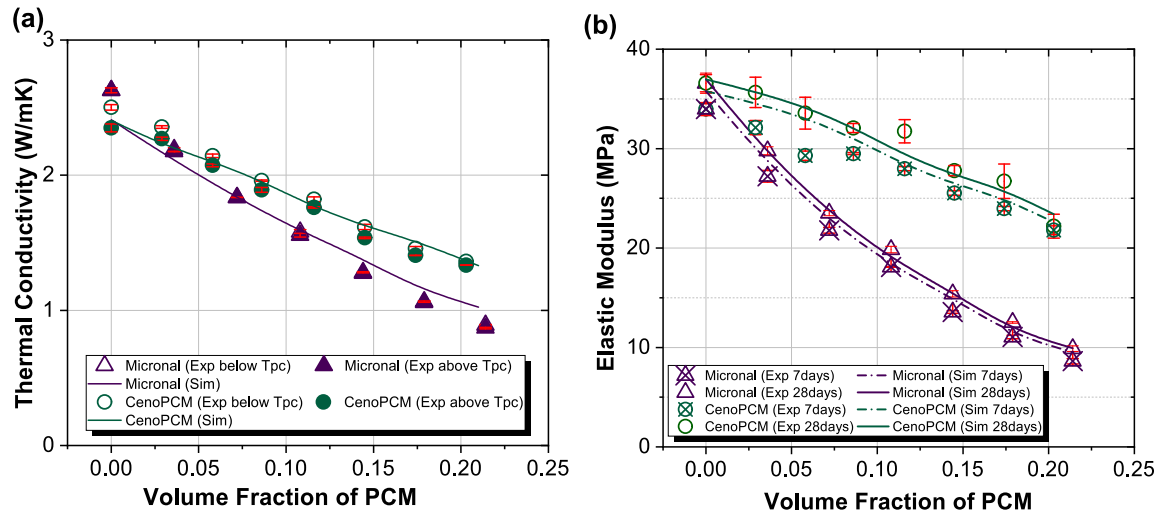 (a)
Thermal Conductivity (W/mK)
3
2
1
0
Micronal (Exp below Tpc)
Micronal (Exp above Tpc)
Micronal (Sim)
CenoPCM (Exp below Tpc)
CenoPCM (Exp above Tpc)
CenoPCM (Sim)
0.00 0.05 0.10 0.15 0.20 0.25
Volume Fraction of PCM
(b)
Elastic Modulus (MPa)
40
30
20
10
0
Micronal (Exp 7days)
Micronal (Sim 7days)
Micronal (Exp 28days)
Micronal (Sim 28days)
CenoPCM (Exp 7days)
CenoPCM (Sim 7days)
CenoPCM (Exp 28days)
CenoPCM (Sim 28days)
0.00 0.05 0.10 0.15 0.20 0.25
Volume Fraction of PCM